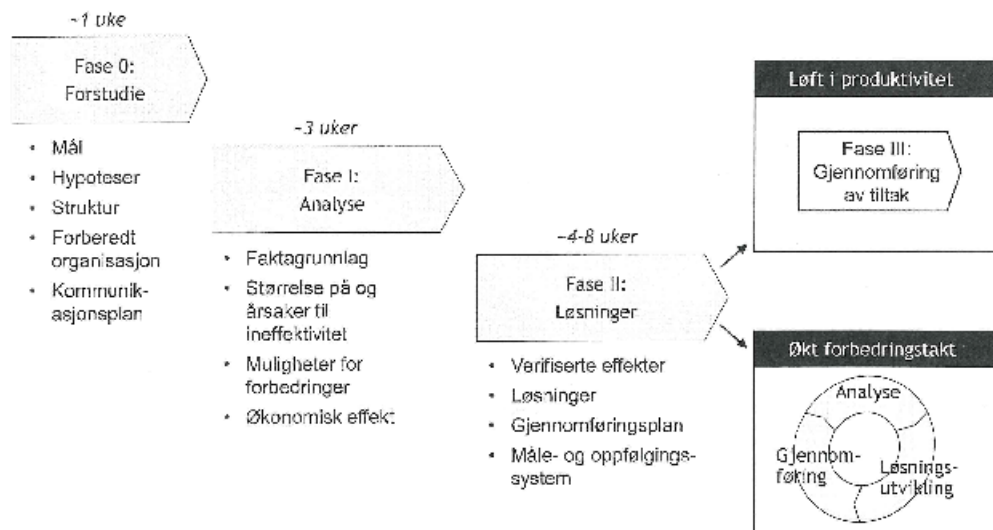 ~1 uke
Fase 0:
Forstudie
• Mål
• Hypoteser
• Struktur
• Forberedt
organisasjon
• Kommunik-
asjonsplan
~3 uker
Fase I:
Analyse
• Faktagrunnlag
• Størrelse på og
årsaker til
ineffektivitet
• Muligheter for
forbedringer
• Økonomisk effekt
~4-8 uker
Fase II:
Løsninger
• Verifiserte effekter
• Løsninger
• Gjennomføringsplan
• Måle- og oppfølgings-
system
Løft i produktivitet
Fase III:
Gjennomføring
av tiltak
Økt forbedringstakt
Analyse
Gjennom-
føring
Løsnings-
utvikling